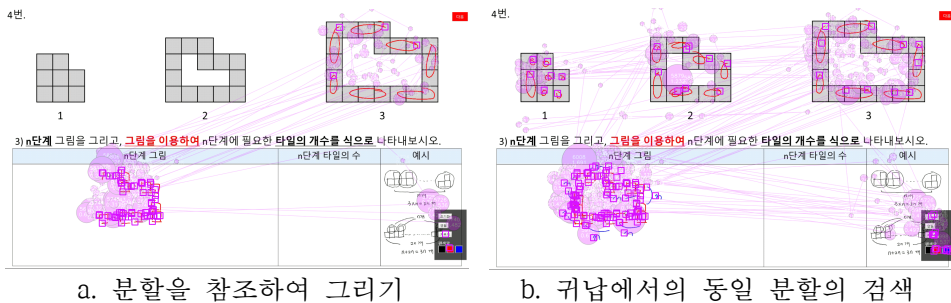 4번.
다음
1
2
3
3) n단계 그림을 그리고, 그림을 이용하여 n단계에 필요한 타일의 개수를 식으로 나타내보시오.
n단계 그림
n단계 타일의 수
예시
a. 분할을 참조하여 그리기
4번.
다음
1
2
3
3) n단계 그림을 그리고, 그림을 이용하여 n단계에 필요한 타일의 개수를 식으로 나타내보시오.
n단계 그림
n단계 타일의 수
예시
b. 귀납에서의 동일 분할의 검색